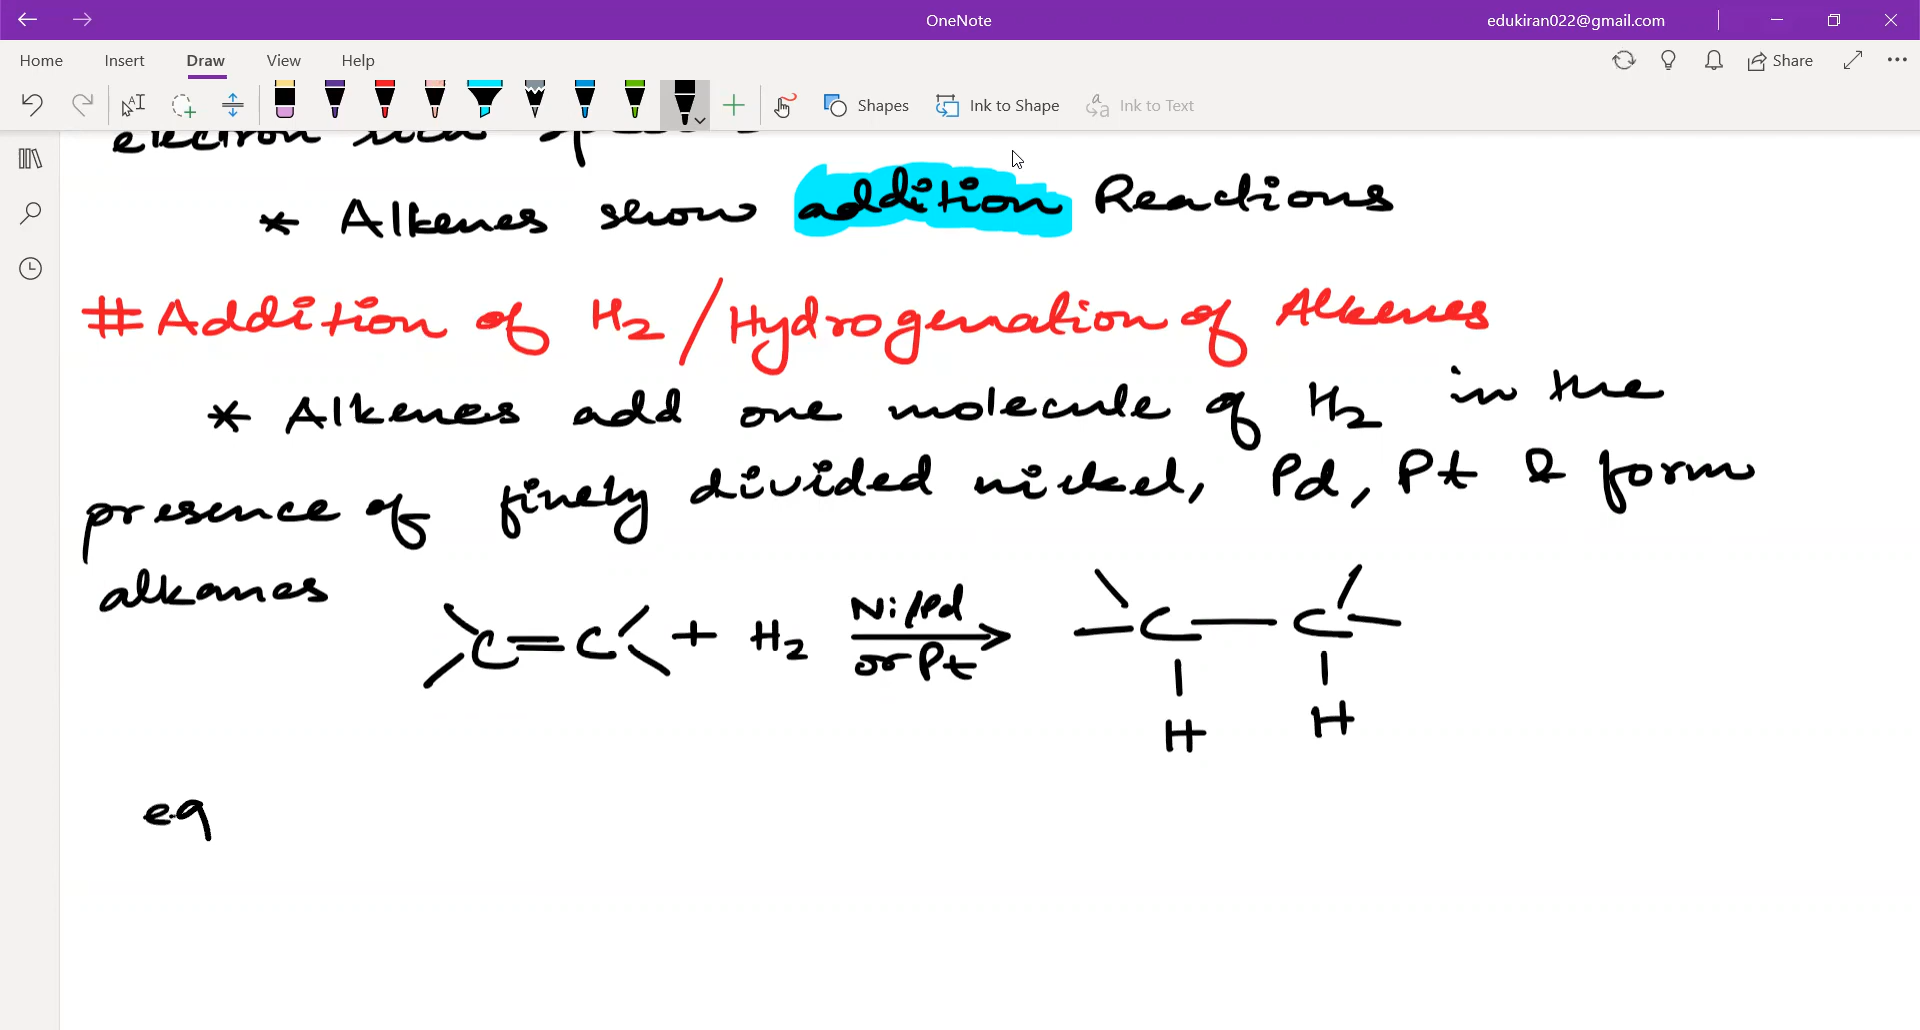 OneNote
edukiran022@gmail.com
Home Insert Draw View Help
Share
Shapes Ink to Shape Ink to Text
electron
* Alkenes show addition Reactions
# Addition of H2/Hydrogenation of Alkenes
* Alkenes add one molecule of H2 in the
presence of finely divided nickel, Pd, Pt & form
alkanes
C=C + H2 Ni/Pd or Pt → C—C
H H
eg